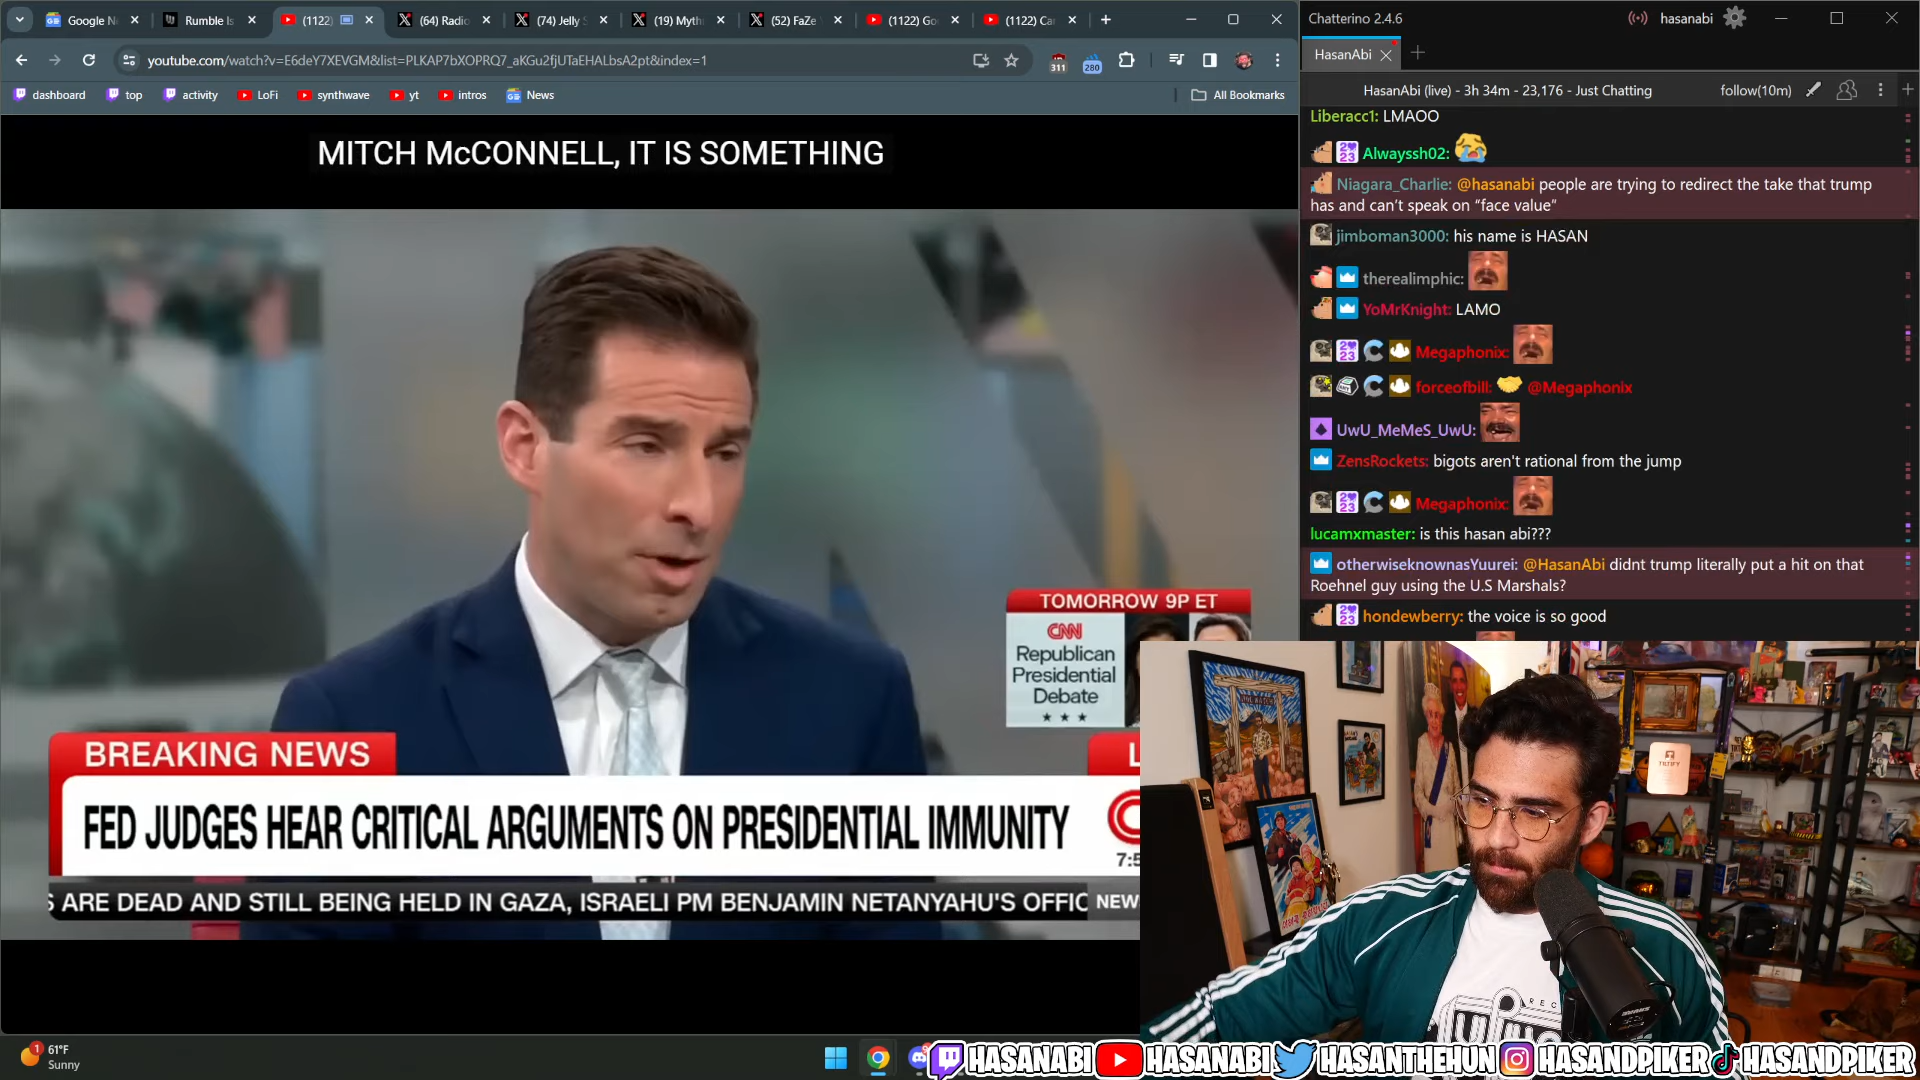 Google N
Rumble Is
(1122)
(64) Radio
(74) Jelly S
(19) Myth
(52) FaZe
(1122) Go
(1122) Ca
youtube.com/watch?v=E6deY7XEVGM&list=PLKAP7bXOPRQ7_aKGu2fjUTaEHALbsA2pt&index=1
311
280
dashboard
top
activity
LoFi
synthwave
yt
intros
News
All Bookmarks
MITCH McCONNELL, IT IS SOMETHING
TOMORROW 9P ET
CNN
Republican
Presidential
Debate
BREAKING NEWS
FED JUDGES HEAR CRITICAL ARGUMENTS ON PRESIDENTIAL IMMUNITY
ARE DEAD AND STILL BEING HELD IN GAZA, ISRAELI PM BENJAMIN NETANYAHU'S OFFIC
NEW
Chatterino 2.4.6
hasanabi
HasanAbi
HasanAbi (live) - 3h 34m - 23,176 - Just Chatting
follow(10m)
Liberacc1: LMAOO
Alwayssh02:
Niagara_Charlie: @hasanabi people are trying to redirect the take that trump
has and can't speak on “face value”
jimboman3000: his name is HASAN
therealimphic:
YoMrKnight: LAMO
Megaphonix:
forceofbill: @Megaphonix
UwU_MeMeS_UwU:
ZensRockets: bigots aren't rational from the jump
Megaphonix:
lucamxmaster: is this hasan abi???
otherwiseknownasYuurei: @HasanAbi didnt trump literally put a hit on that
Roehnel guy using the U.S Marshals?
hondewberry: the voice is so good
TILTIFY
1
61°F
Sunny
HASANABI
HASANABI
HASANTHEHUN
HASANDPIKER
HASANDPIKER